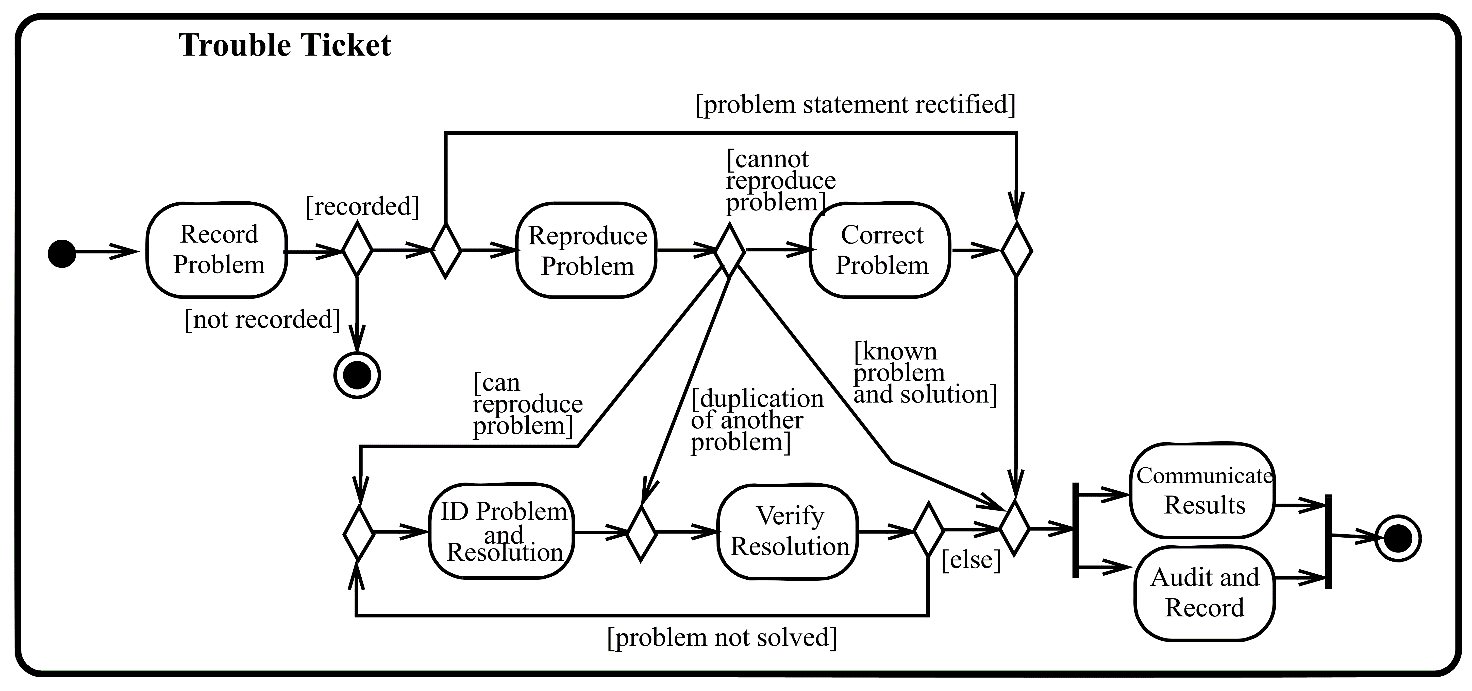 Trouble Ticket
[problem statement rectified]
[cannot
reproduce
problem]
[recorded]
Record
Problem
Reproduce
Problem
Correct
Problem
[not recorded]
[can
reproduce
problem]
[duplication
of another
problem]
[known
problem
and solution]
ID Problem
and
Resolution
Verify
Resolution
[else]
Communicate
Results
Audit and
Record
[problem not solved]